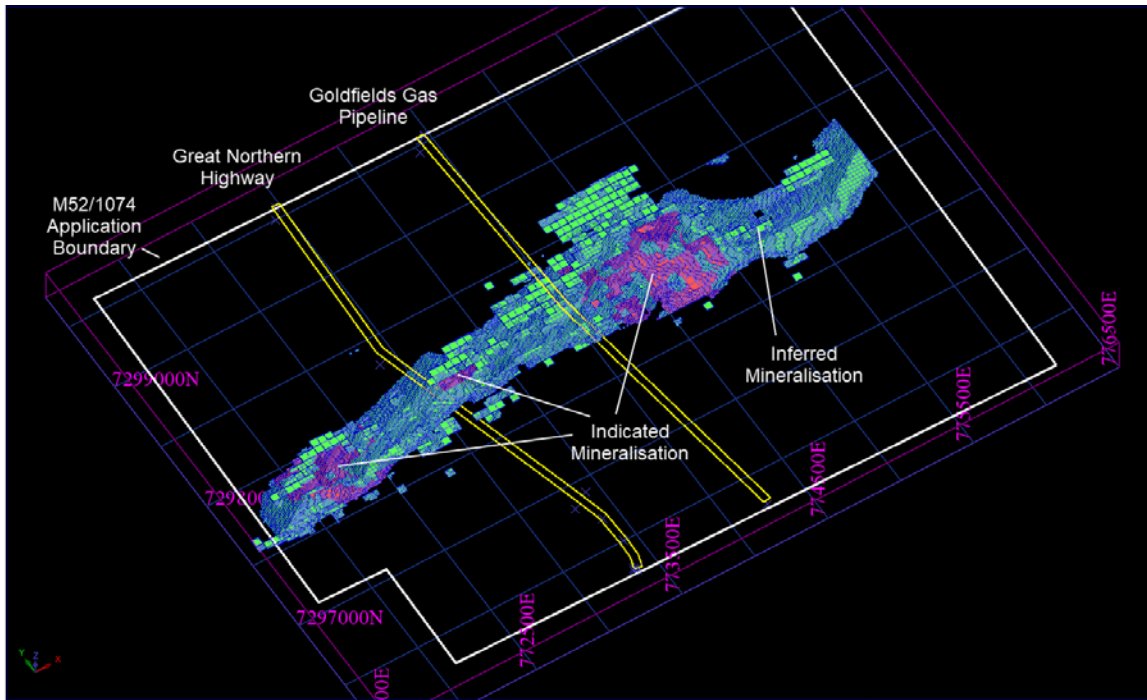 Goldfields Gas
Pipeline
Great Northern
Highway
M52/1074
Application
Boundary
Inferred
Mineralisation
Indicated
Mineralisation
7299000N
7297000N
772500E
773500E
774500E
775500E
776500E
Y
Z
X